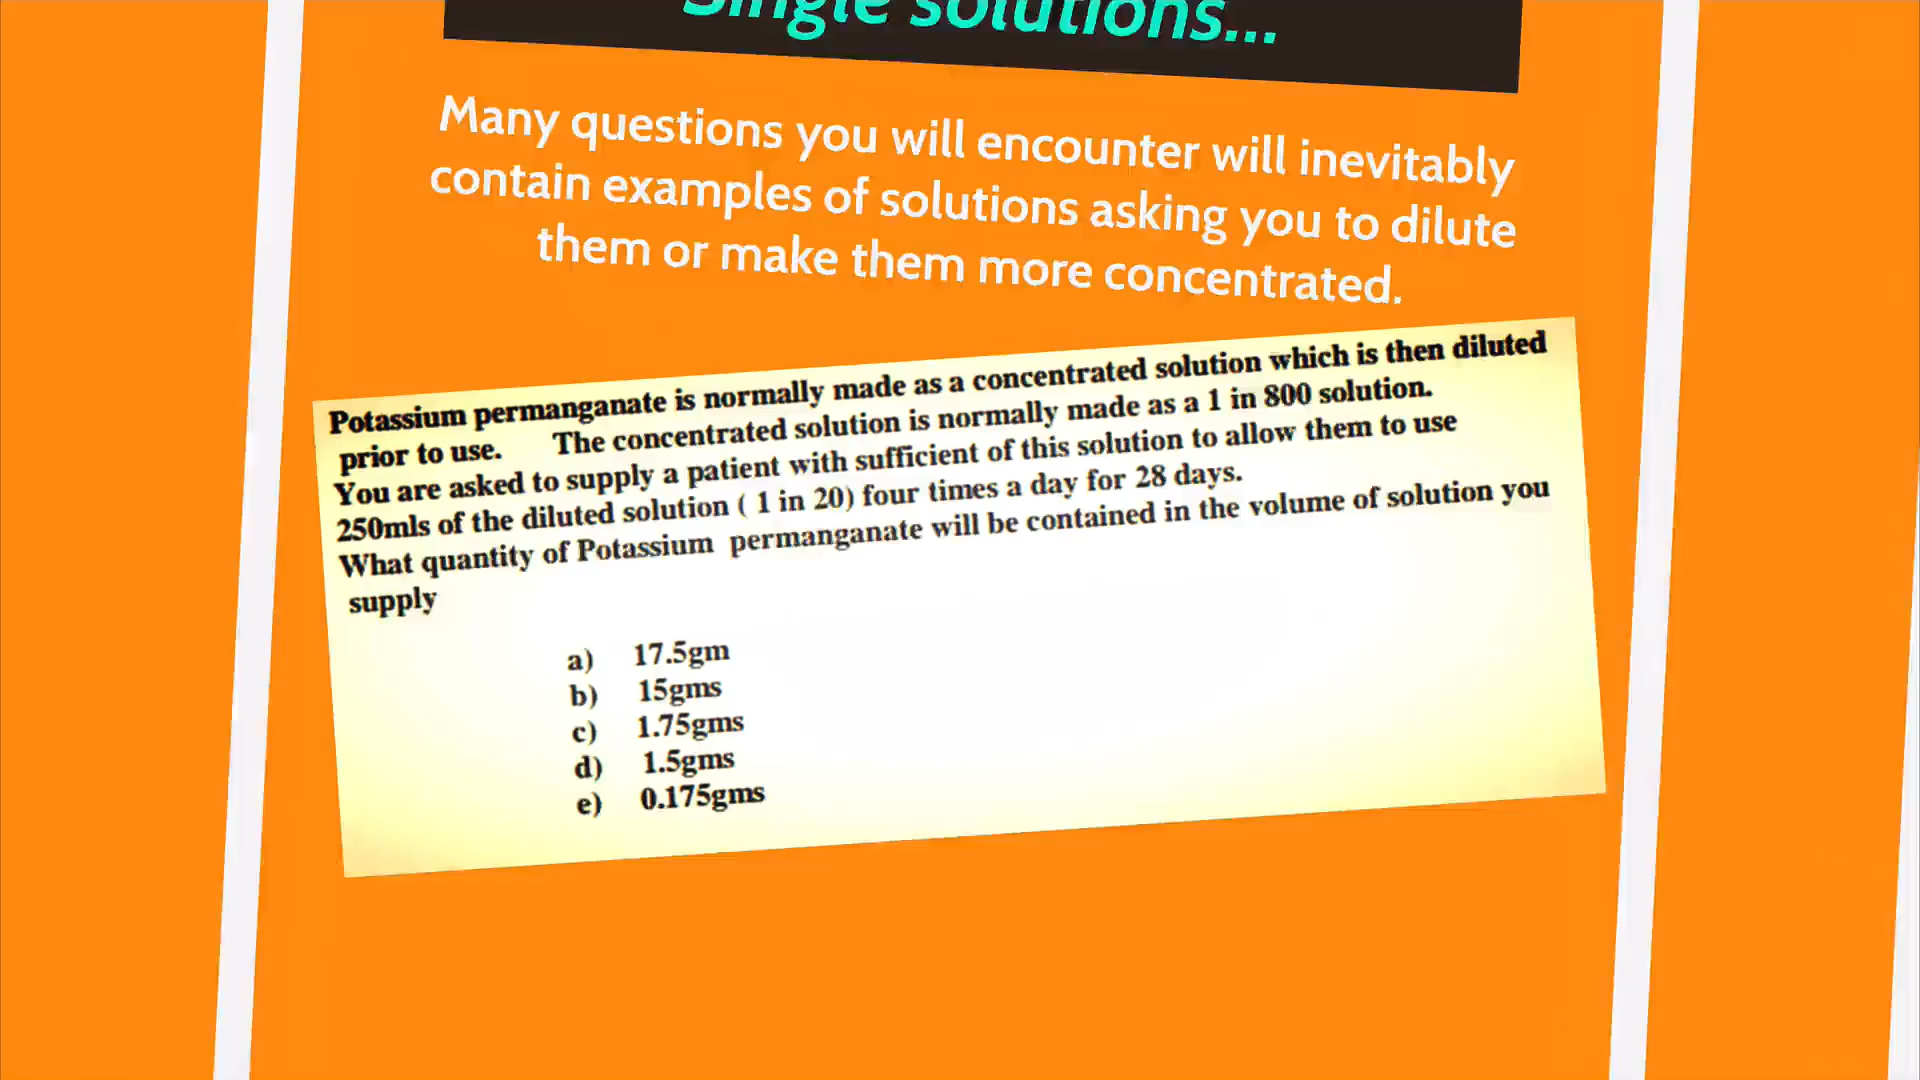 Single solutions...
Many questions you will encounter will inevitably
contain examples of solutions asking you to dilute
them or make them more concentrated.
Potassium permanganate is normally made as a concentrated solution which is then diluted
prior to use. The concentrated solution is normally made as a 1 in 800 solution.
You are asked to supply a patient with sufficient of this solution to allow them to use
250mls of the diluted solution ( 1 in 20) four times a day for 28 days.
What quantity of Potassium permanganate will be contained in the volume of solution you
supply
a) 17.5gm
b) 15gms
c) 1.75gms
d) 1.5gms
e) 0.175gms